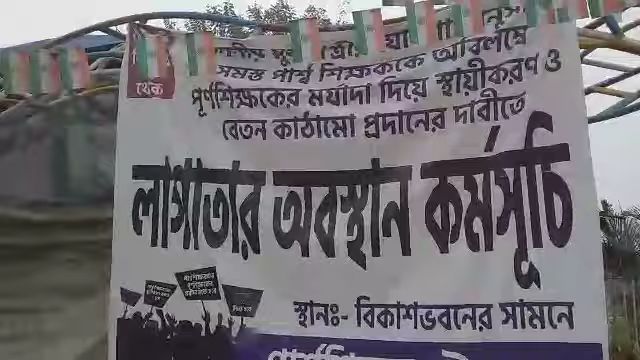 থেকে
সমস্ত পার্শ্ব শিক্ষককে অবিলম্বে
পূর্ণশিক্ষকের মর্যাদা দিয়ে স্থায়ীকরণ ও
বেতন কাঠামো প্রদানের দাবীতে
লাগাতার অবস্থান কর্মসূচি
স্থানঃ- বিকাশভবনের সামনে